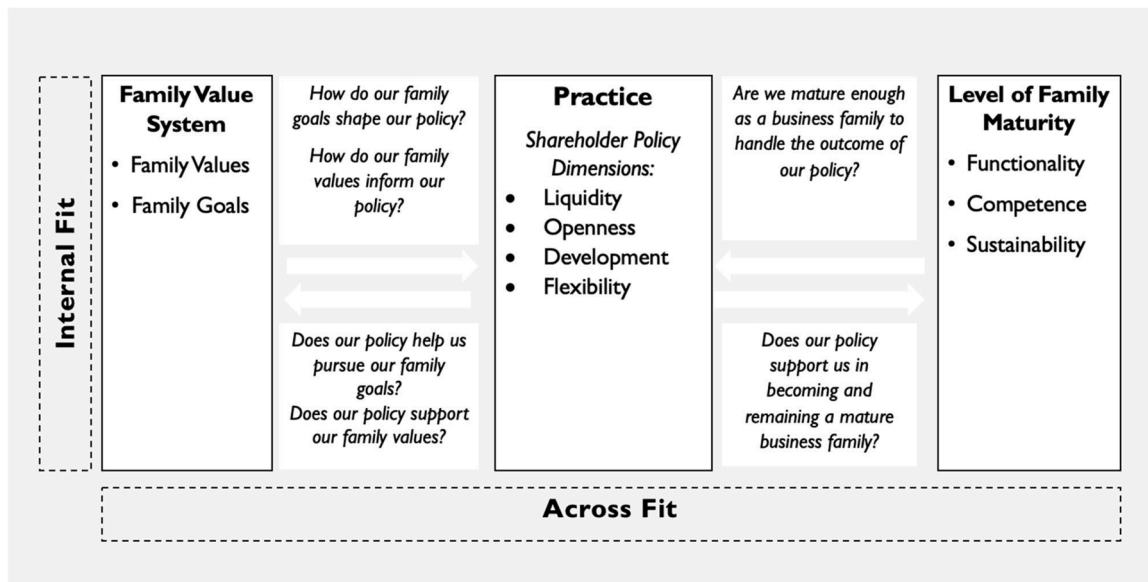 Internal Fit
Family Value
System
• Family Values
• Family Goals
How do our family
goals shape our policy?
How do our family
values inform our
policy?
Does our policy help us
pursue our family
goals?
Does our policy support
our family values?
Practice
Shareholder Policy
Dimensions:
• Liquidity
• Openness
• Development
• Flexibility
Are we mature enough
as a business family to
handle the outcome of
our policy?
Does our policy
support us in
becoming and
remaining a mature
business family?
Level of Family
Maturity
• Functionality
• Competence
• Sustainability
Across Fit